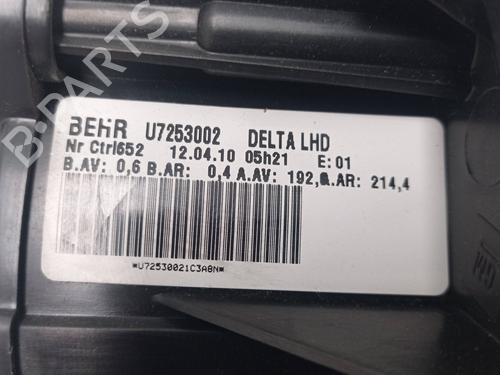 BEHR U7253002 DELTA LHD
Nr Ctrl652 12.04.10 05h21 E:01
B.AV: 0,6 B.AR: 0,4 A.AV: 192, A.AR: 214,4
*U72530021C3A8N*
B-PARTS